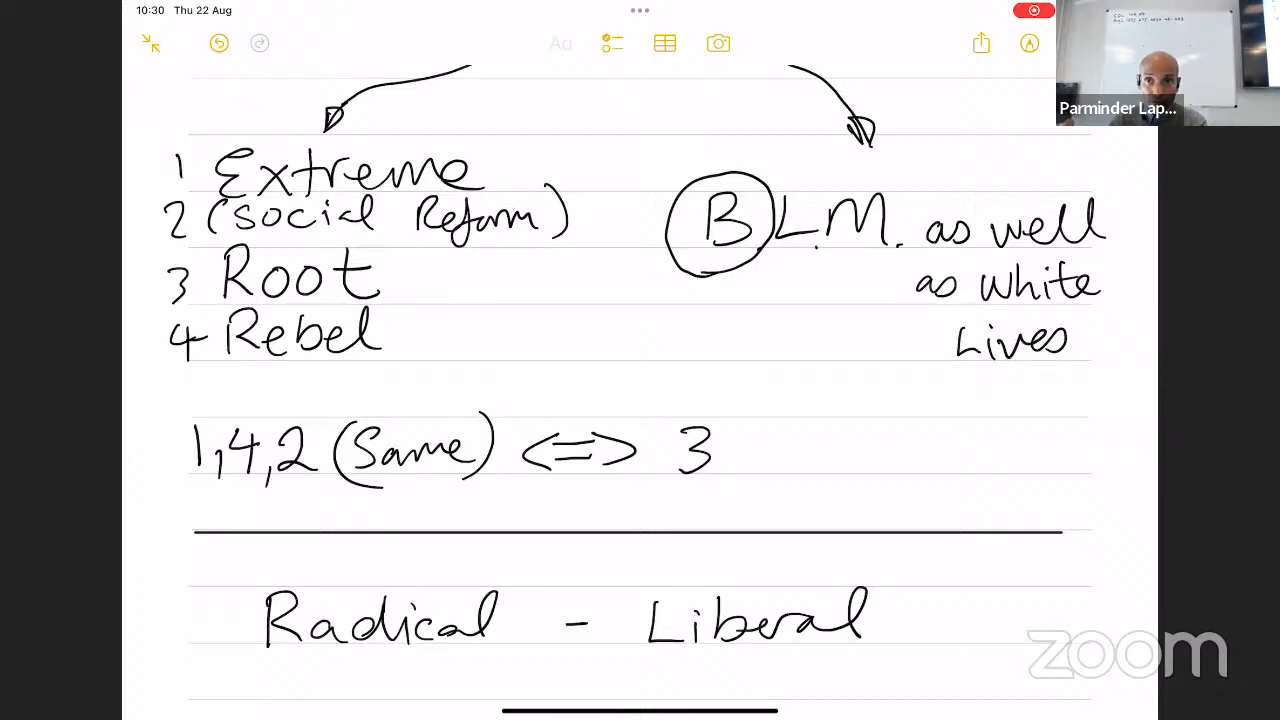 10:30 Thu 22 Aug
Aa
Parminder Lap...
1 Extreme
2 (social Reform)
3 Root
4 Rebel
B L.M. as well
as white
Lives
1,4,2 (Same) <=> 3
Radical - Liberal
zoom